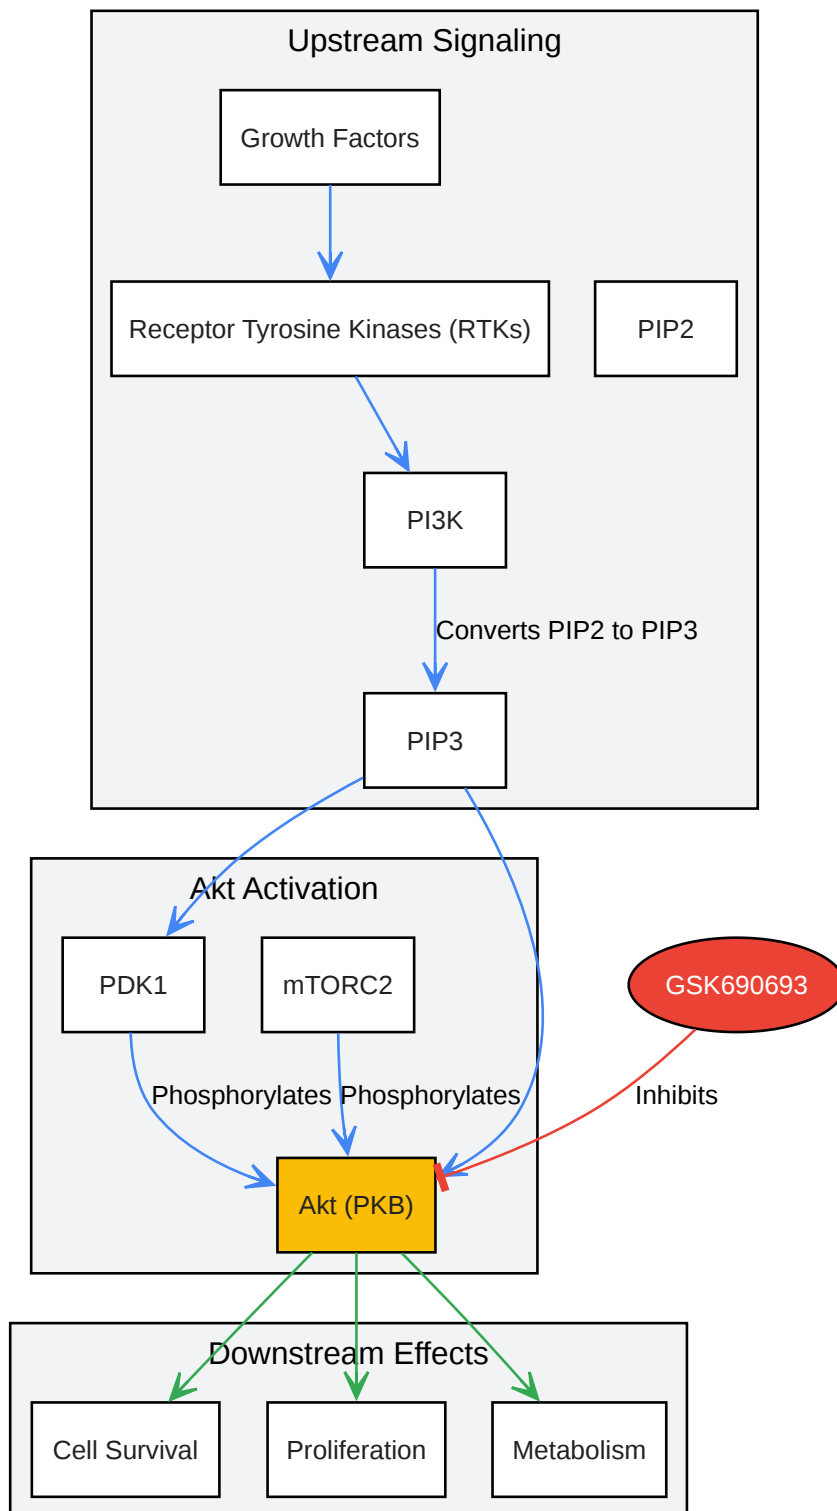 Upstream Signaling
Growth Factors
Receptor Tyrosine Kinases (RTKs)
PIP2
PI3K
Converts PIP2 to PIP3
PIP3
Akt Activation
PDK1
mTORC2
GSK690693
Phosphorylates
Phosphorylates
Inhibits
Akt (PKB)
Downstream Effects
Cell Survival
Proliferation
Metabolism